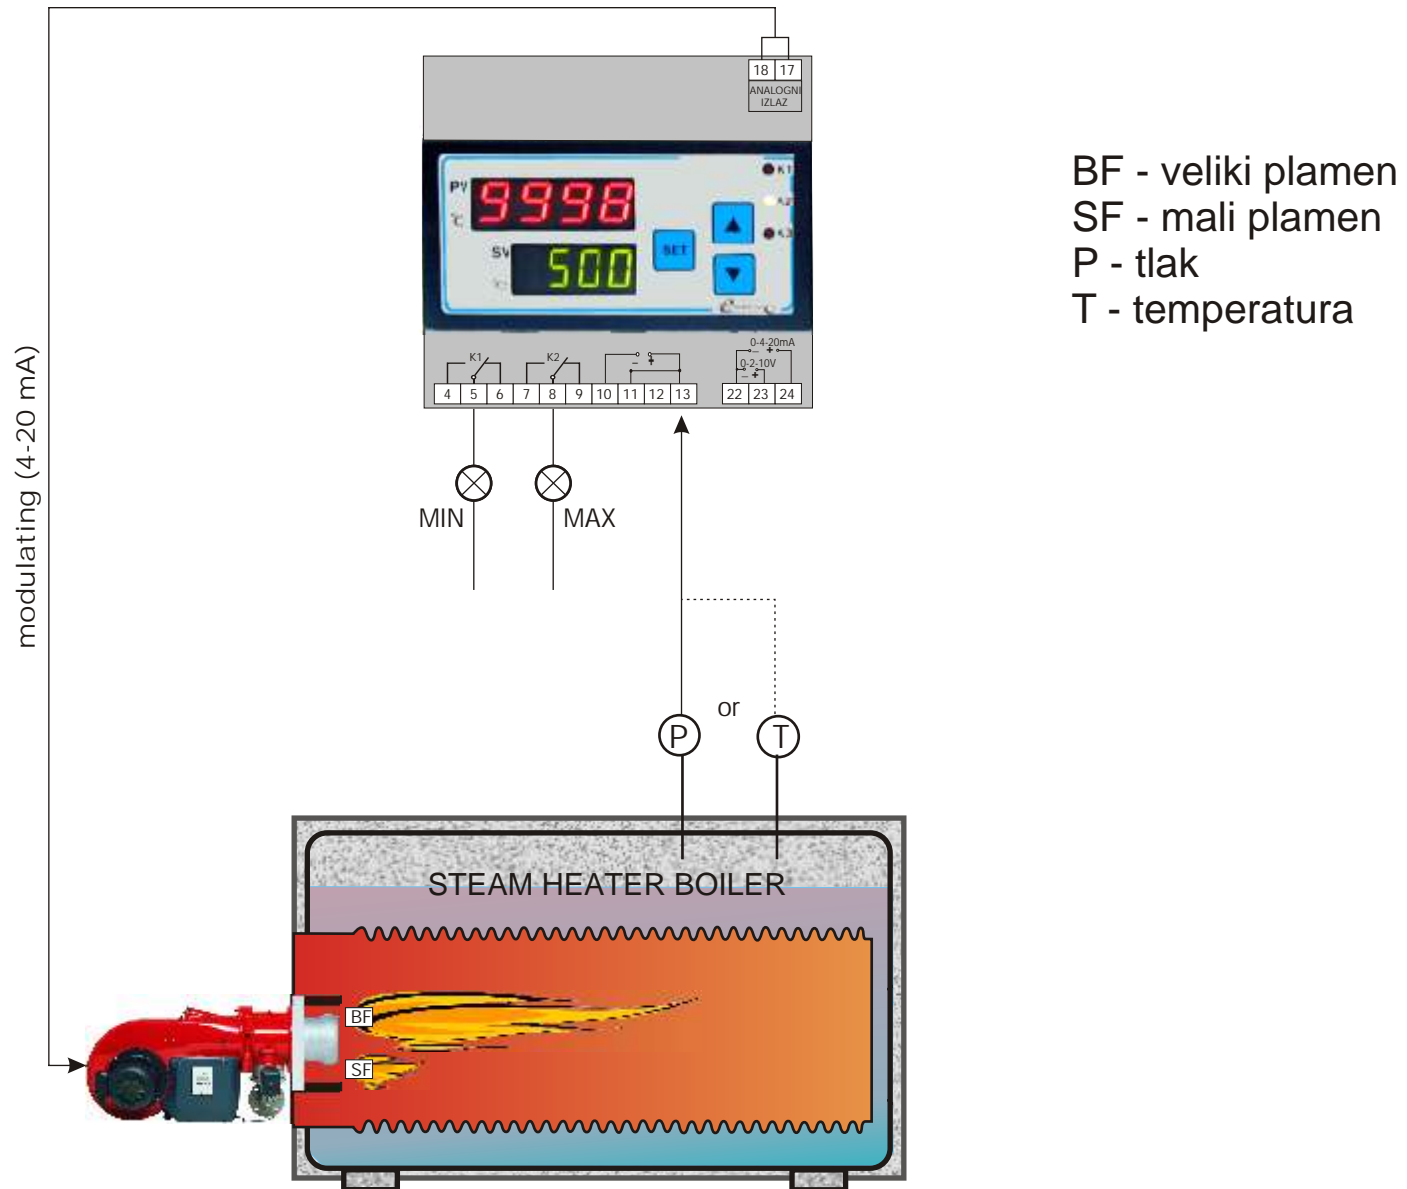 18 17
ANALOGNI
IZLAZ
PV
9998
°C
K1
K2
K3
SET
SV
500
°C
K1
K2
- +
0-4-20mA
- +
0-2-10V
- +
4 5 6 7 8 9 10 11 12 13
22 23 24
MIN
MAX
modulating (4-20 mA)
P
or
T
STEAM HEATER BOILER
BF
SF
BF - veliki plamen
SF - mali plamen
P - tlak
T - temperatura